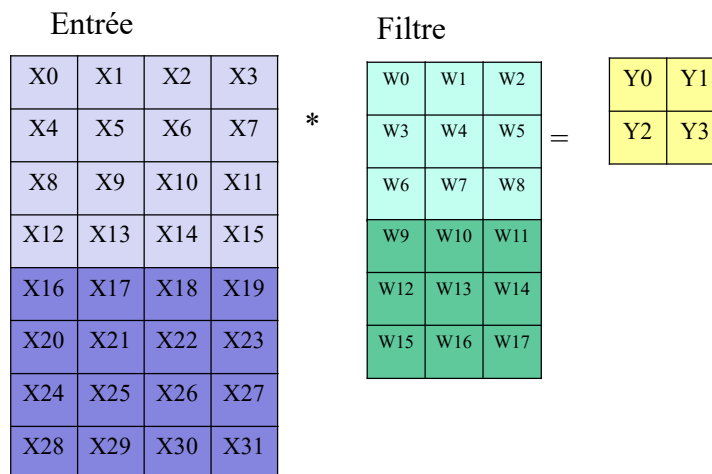 Entrée
Filtre
X0 X1 X2 X3
X4 X5 X6 X7
X8 X9 X10 X11
X12 X13 X14 X15
X16 X17 X18 X19
X20 X21 X22 X23
X24 X25 X26 X27
X28 X29 X30 X31
*
W0 W1 W2
W3 W4 W5
W6 W7 W8
W9 W10 W11
W12 W13 W14
W15 W16 W17
=
Y0 Y1
Y2 Y3